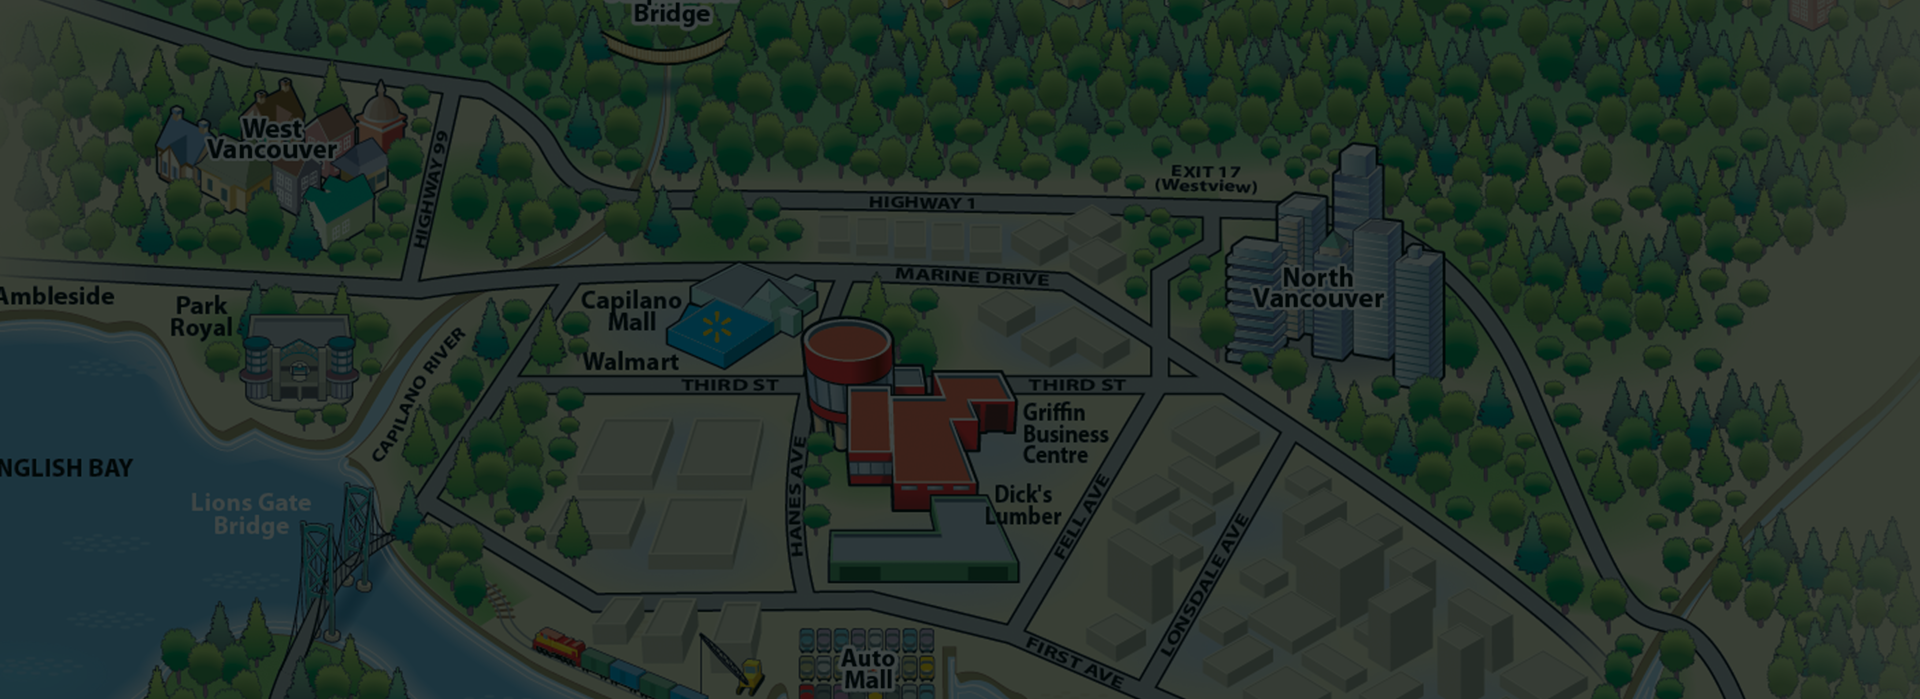 Bridge
West
Vancouver
HIGHWAY 99
EXIT 17
(Westview)
HIGHWAY 1
MARINE DRIVE
North
Vancouver
Ambleside
Park
Royal
Capilano
Mall
Walmart
CAPILANO RIVER
THIRD ST
THIRD ST
Griffin
Business
Centre
HANES AVE
NGLISH BAY
Lions Gate
Bridge
Dick's
Lumber
FELL AVE
LONSDALE AVE
FIRST AVE
Auto
Mall